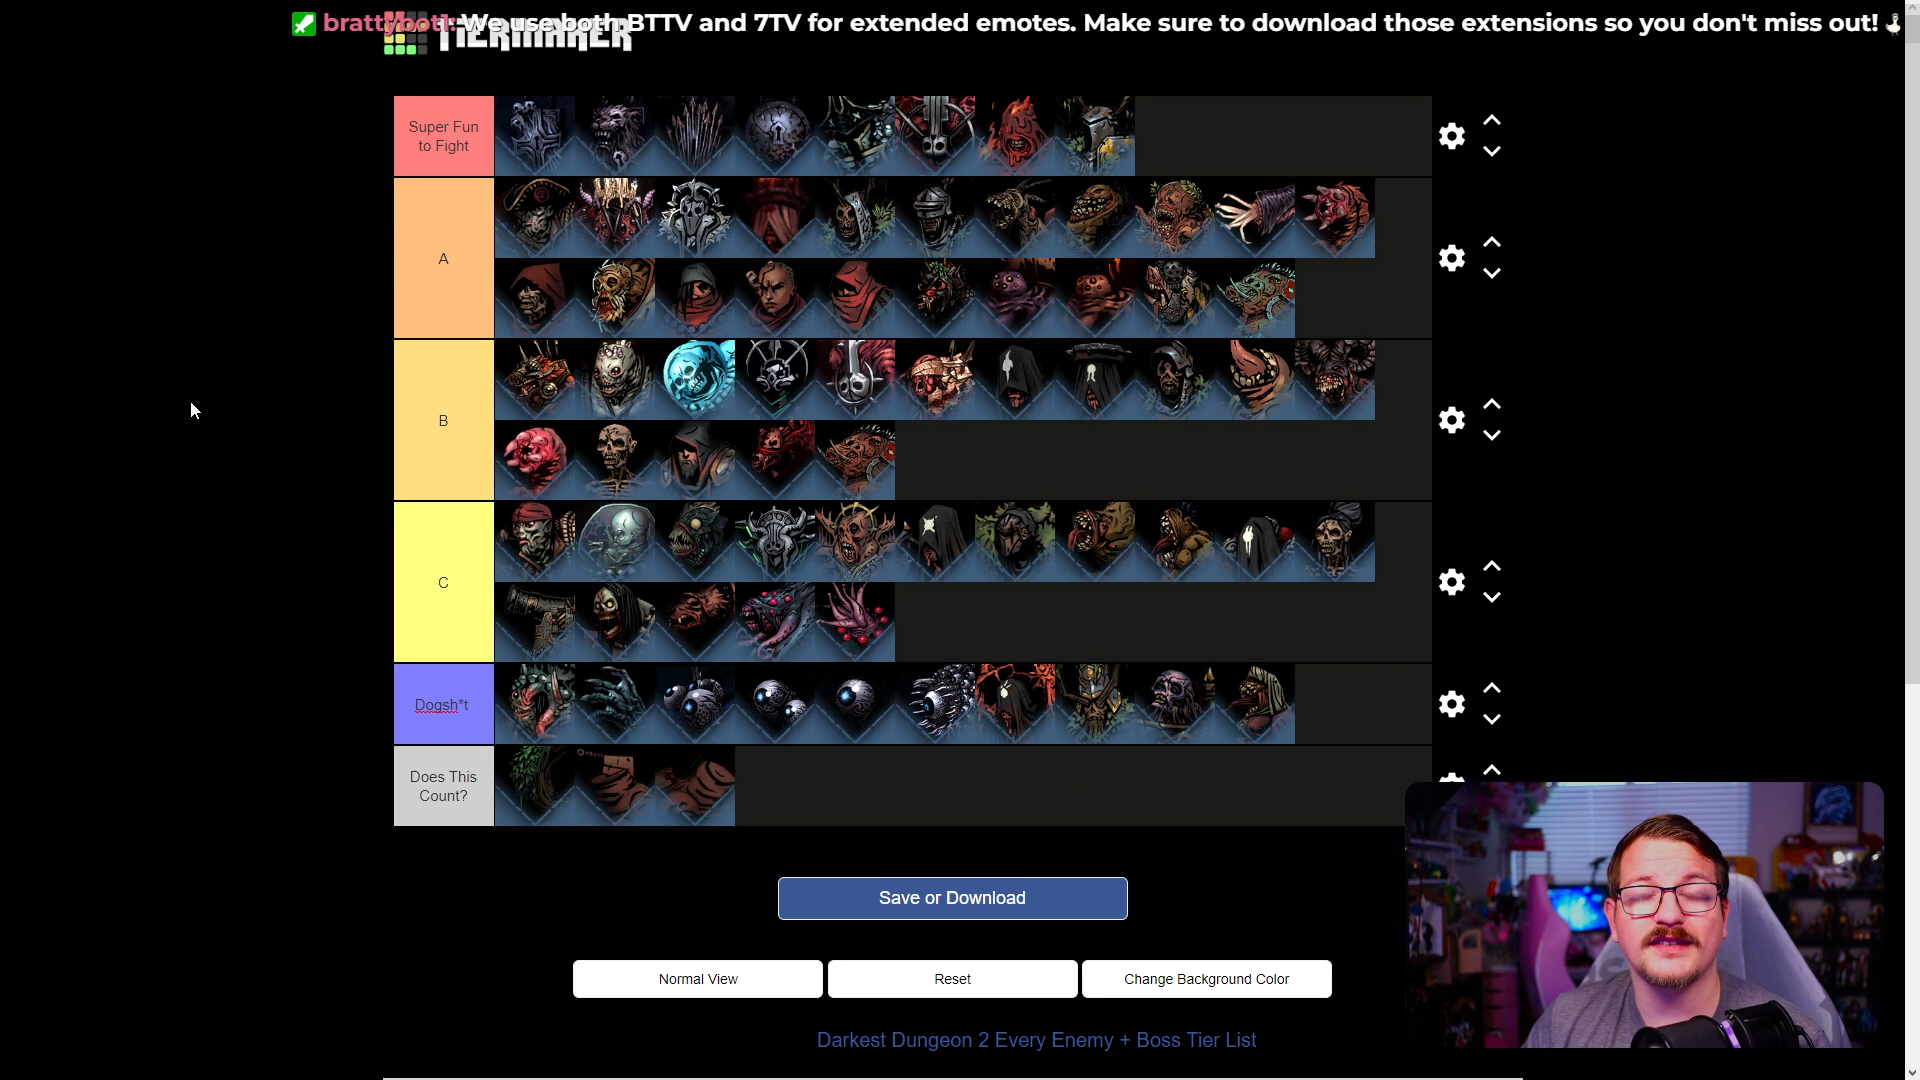 brattybot1: We use both BTTV and 7TV for extended emotes. Make sure to download those extensions so you don't miss out!
TIERMAKER
Super Fun
to Fight
A
B
C
Dogsh*t
Does This
Count?
Save or Download
Normal View
Reset
Change Background Color
Darkest Dungeon 2 Every Enemy + Boss Tier List